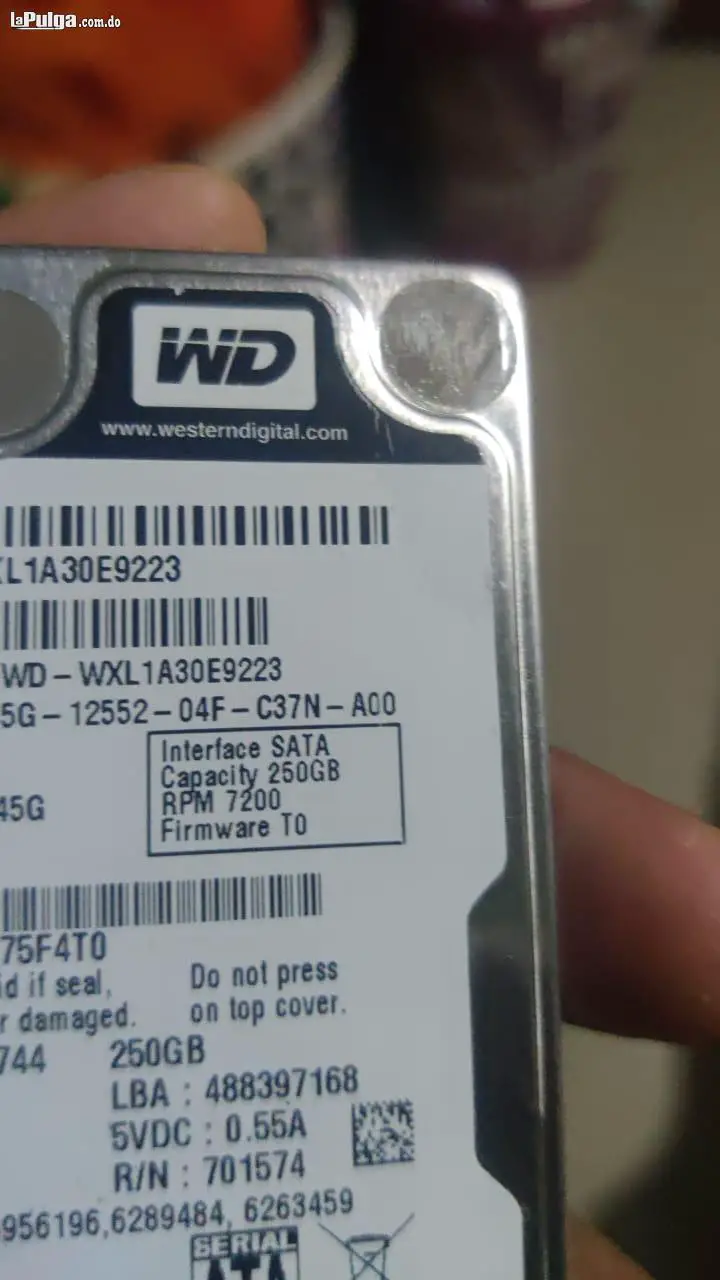 laPulga.com.do
WD
www.westerndigital.com
L1A30E9223
WD-WXL1A30E9223
5G-12552-04F-C37N-A00
Interface SATA
Capacity 250GB
RPM 7200
Firmware T0
45G
75F4T0
id if seal,
r damaged.
Do not press
on top cover.
744
250GB
LBA : 488397168
5VDC : 0.55A
R/N : 701574
956196,6289484, 6263459
SERIAL
ATA